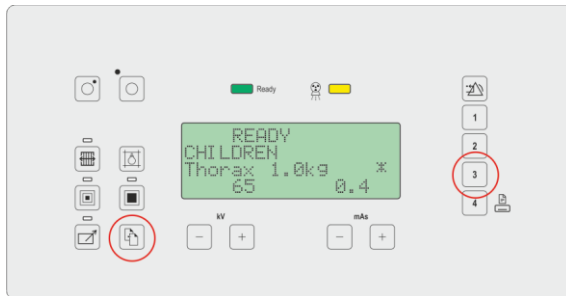 Ready
READY
CHILDREN
Thorax 1.0kg *
65 0.4
kV
mAs
- +
- +
1
2
3
4